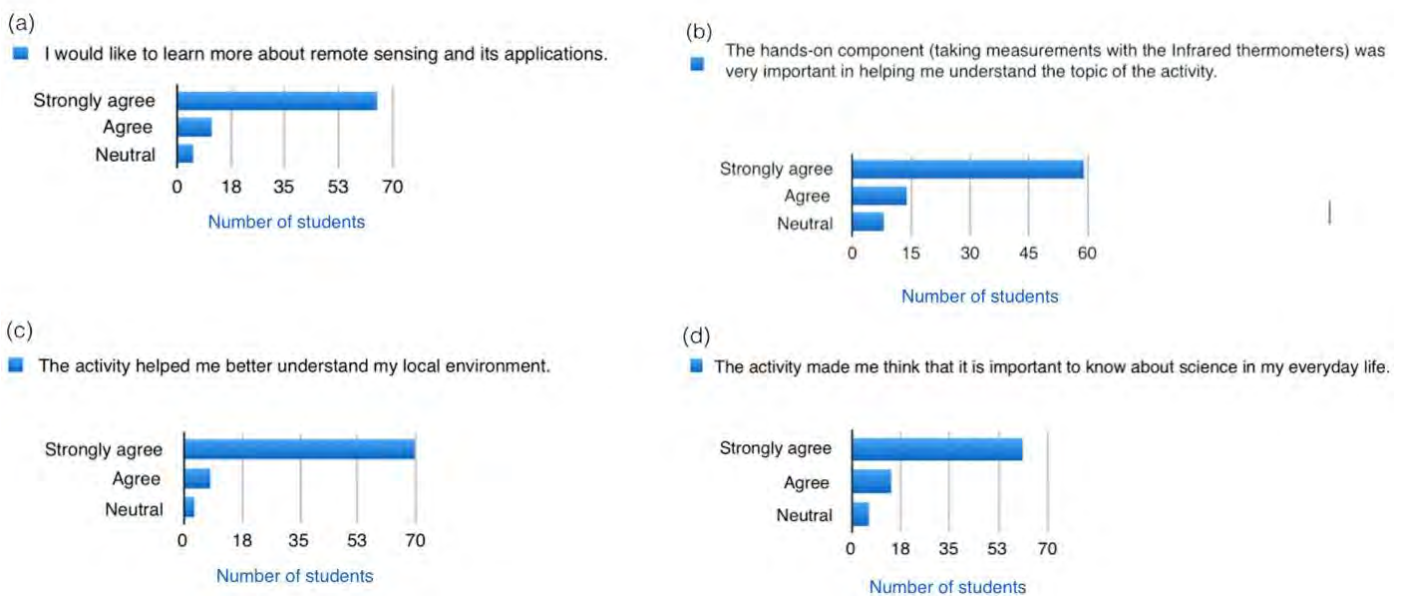 (a)
I would like to learn more about remote sensing and its applications.
Strongly agree
Agree
Neutral
0 18 35 53 70
Number of students
(b)
The hands-on component (taking measurements with the Infrared thermometers) was
very important in helping me understand the topic of the activity.
Strongly agree
Agree
Neutral
0 15 30 45 60
Number of students
(c)
The activity helped me better understand my local environment.
Strongly agree
Agree
Neutral
0 18 35 53 70
Number of students
(d)
The activity made me think that it is important to know about science in my everyday life.
Strongly agree
Agree
Neutral
0 18 35 53 70
Number of students